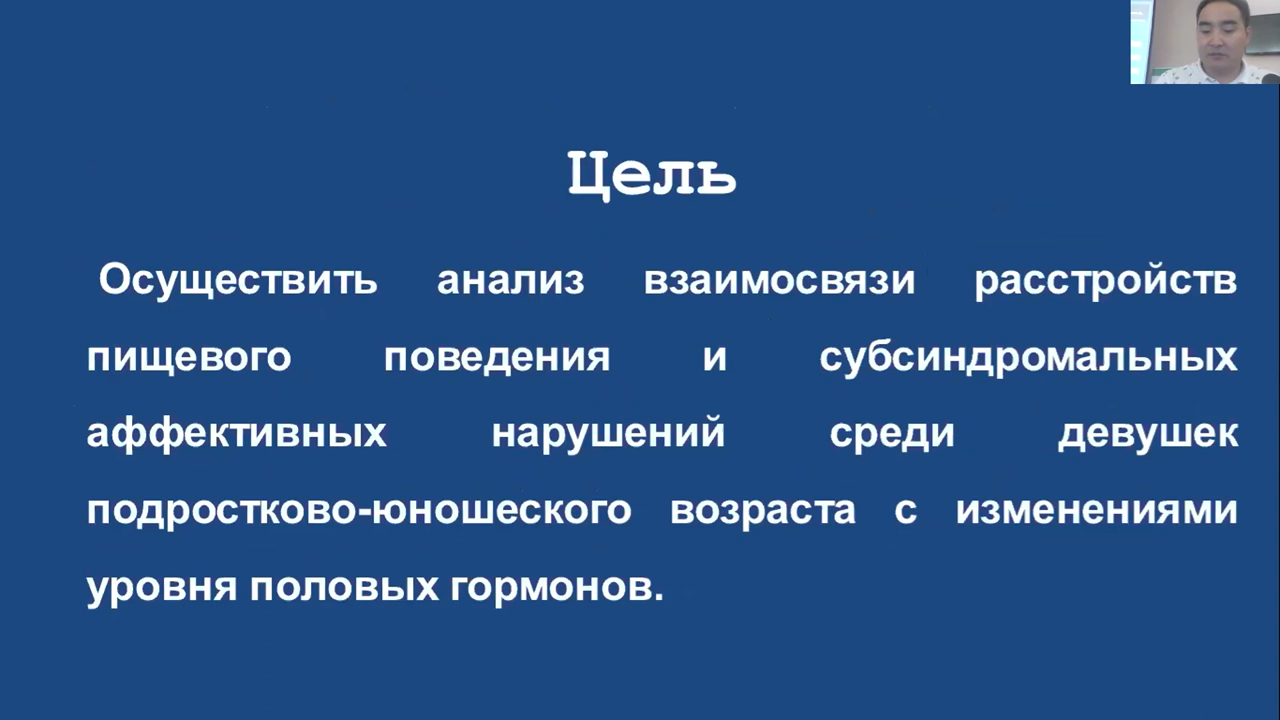 Цель
Осуществить анализ взаимосвязи расстройств
пищевого поведения и субсиндромальных
аффективных нарушений среди девушек
подростково-юношеского возраста с изменениями
уровня половых гормонов.